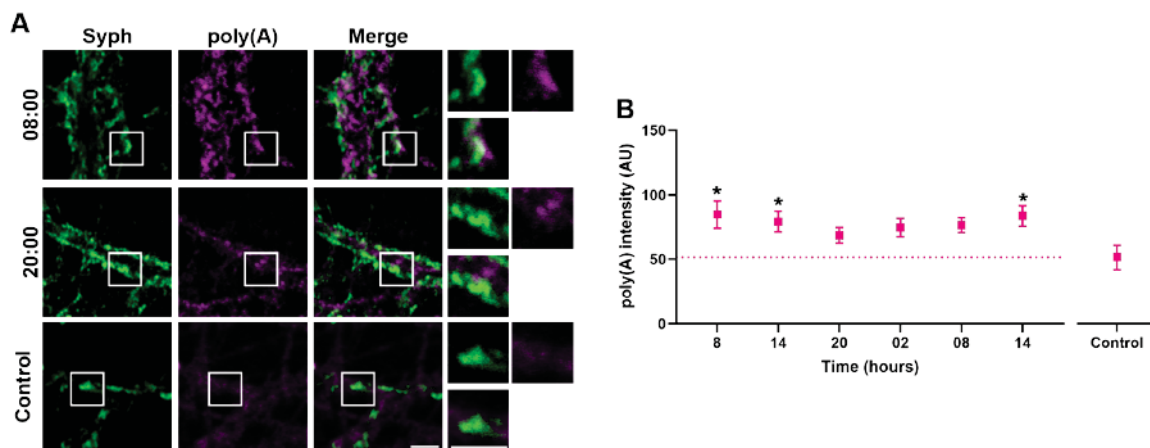 A
Syph poly(A) Merge
08:00
20:00
Control
B
poly(A) intensity (AU)
150
100
50
0
* * *
8 14 20 02 08 14 Control
Time (hours)